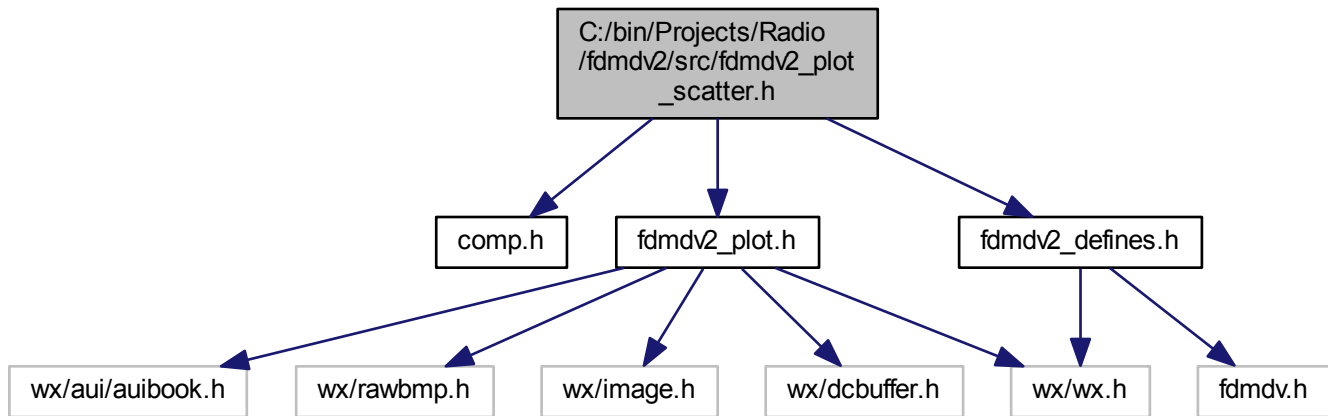 C:/bin/Projects/Radio
/fdmdv2/src/fdmdv2_plot
_scatter.h
comp.h
fdmdv2_plot.h
fdmdv2_defines.h
wx/aui/auibook.h
wx/rawbmp.h
wx/image.h
wx/dcbuffer.h
wx/wx.h
fdmdv.h